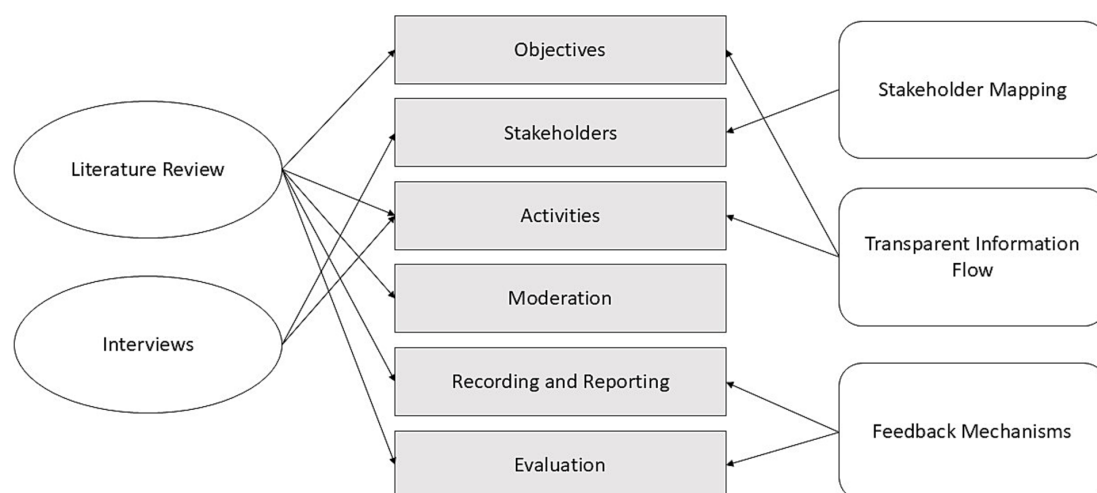 Literature Review
Interviews
Objectives
Stakeholders
Activities
Moderation
Recording and Reporting
Evaluation
Stakeholder Mapping
Transparent Information
Flow
Feedback Mechanisms